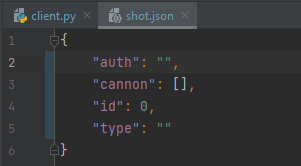 client.py shot.json
1 {
2 "auth": "",
3 "cannon": [],
4 "id": 0,
5 "type": ""
6 }